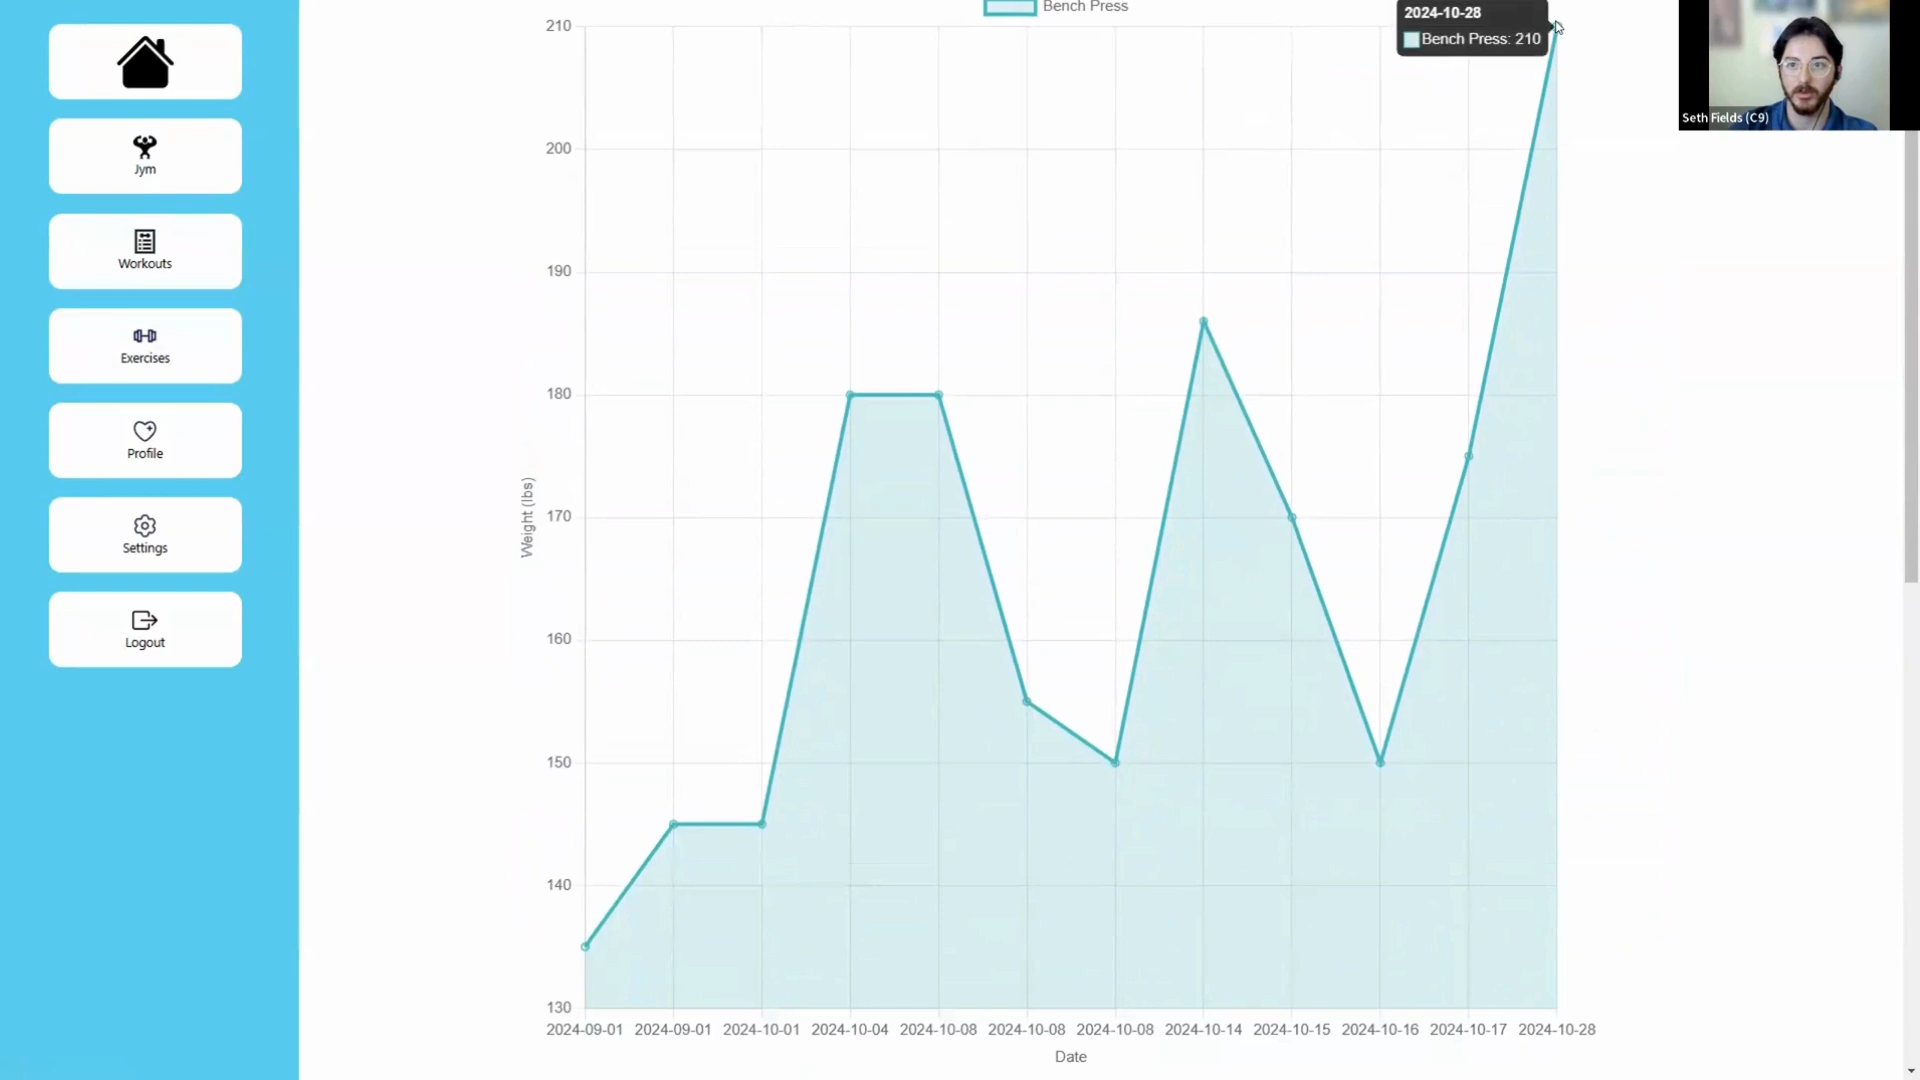 Jym
Workouts
Exercises
Profile
Settings
Logout
Bench Press
2024-10-28
Bench Press: 210
Seth Fields (C9)
210
200
190
180
170
160
150
140
130
Weight (lbs)
2024-09-01 2024-09-01 2024-10-01 2024-10-04 2024-10-08 2024-10-08 2024-10-08 2024-10-14 2024-10-15 2024-10-16 2024-10-17 2024-10-28
Date